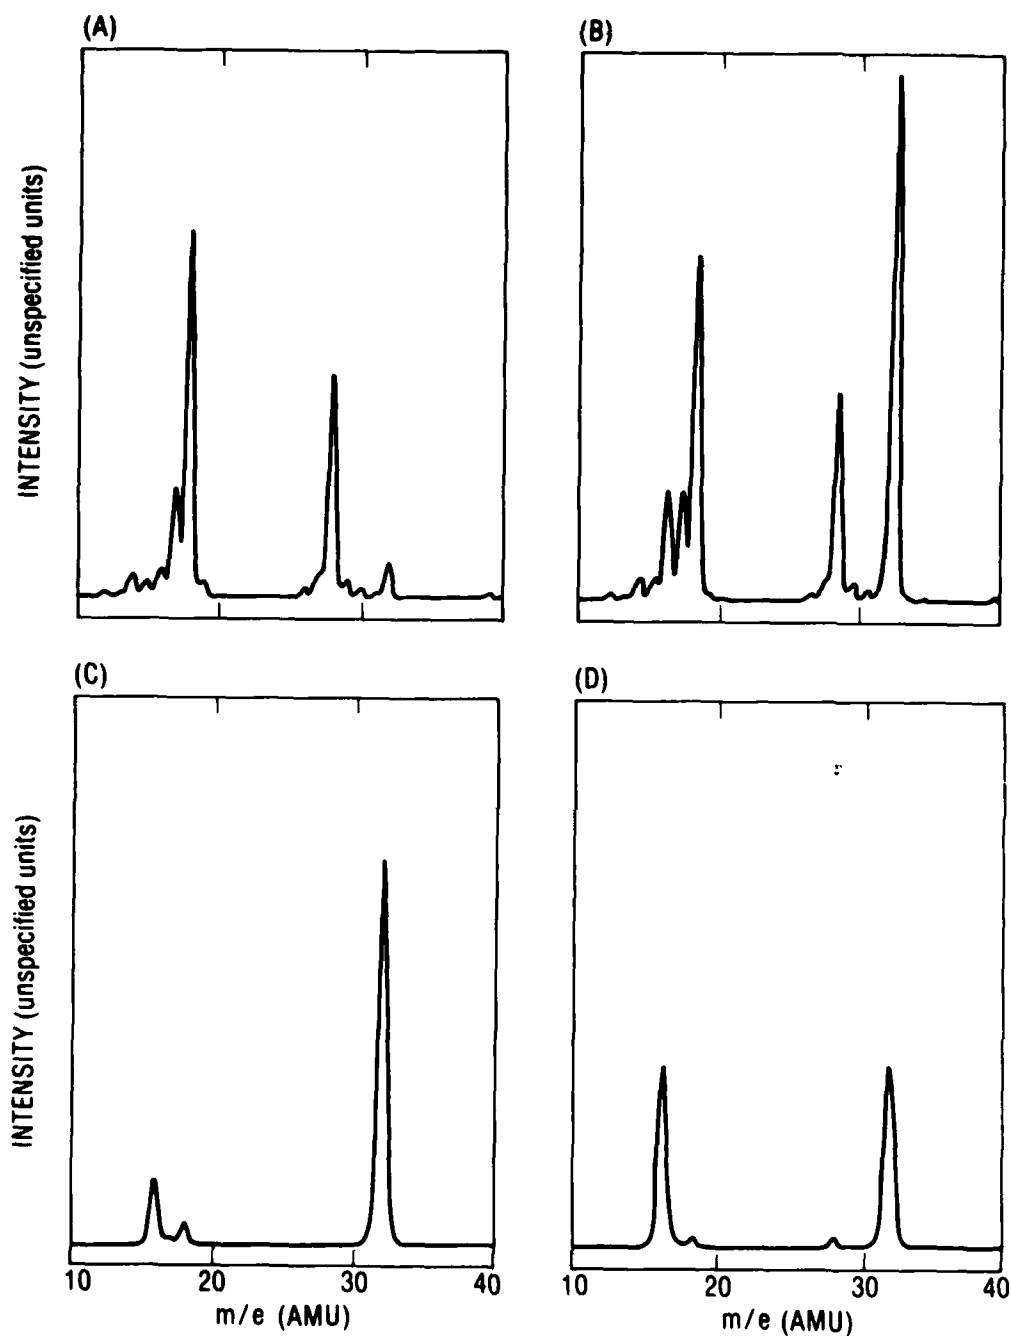 (A)
(B)
INTENSITY (unspecified units)
(C)
(D)
INTENSITY (unspecified units)
10 20 30 40
10 20 30 40
m/e (AMU)
m/e (AMU)